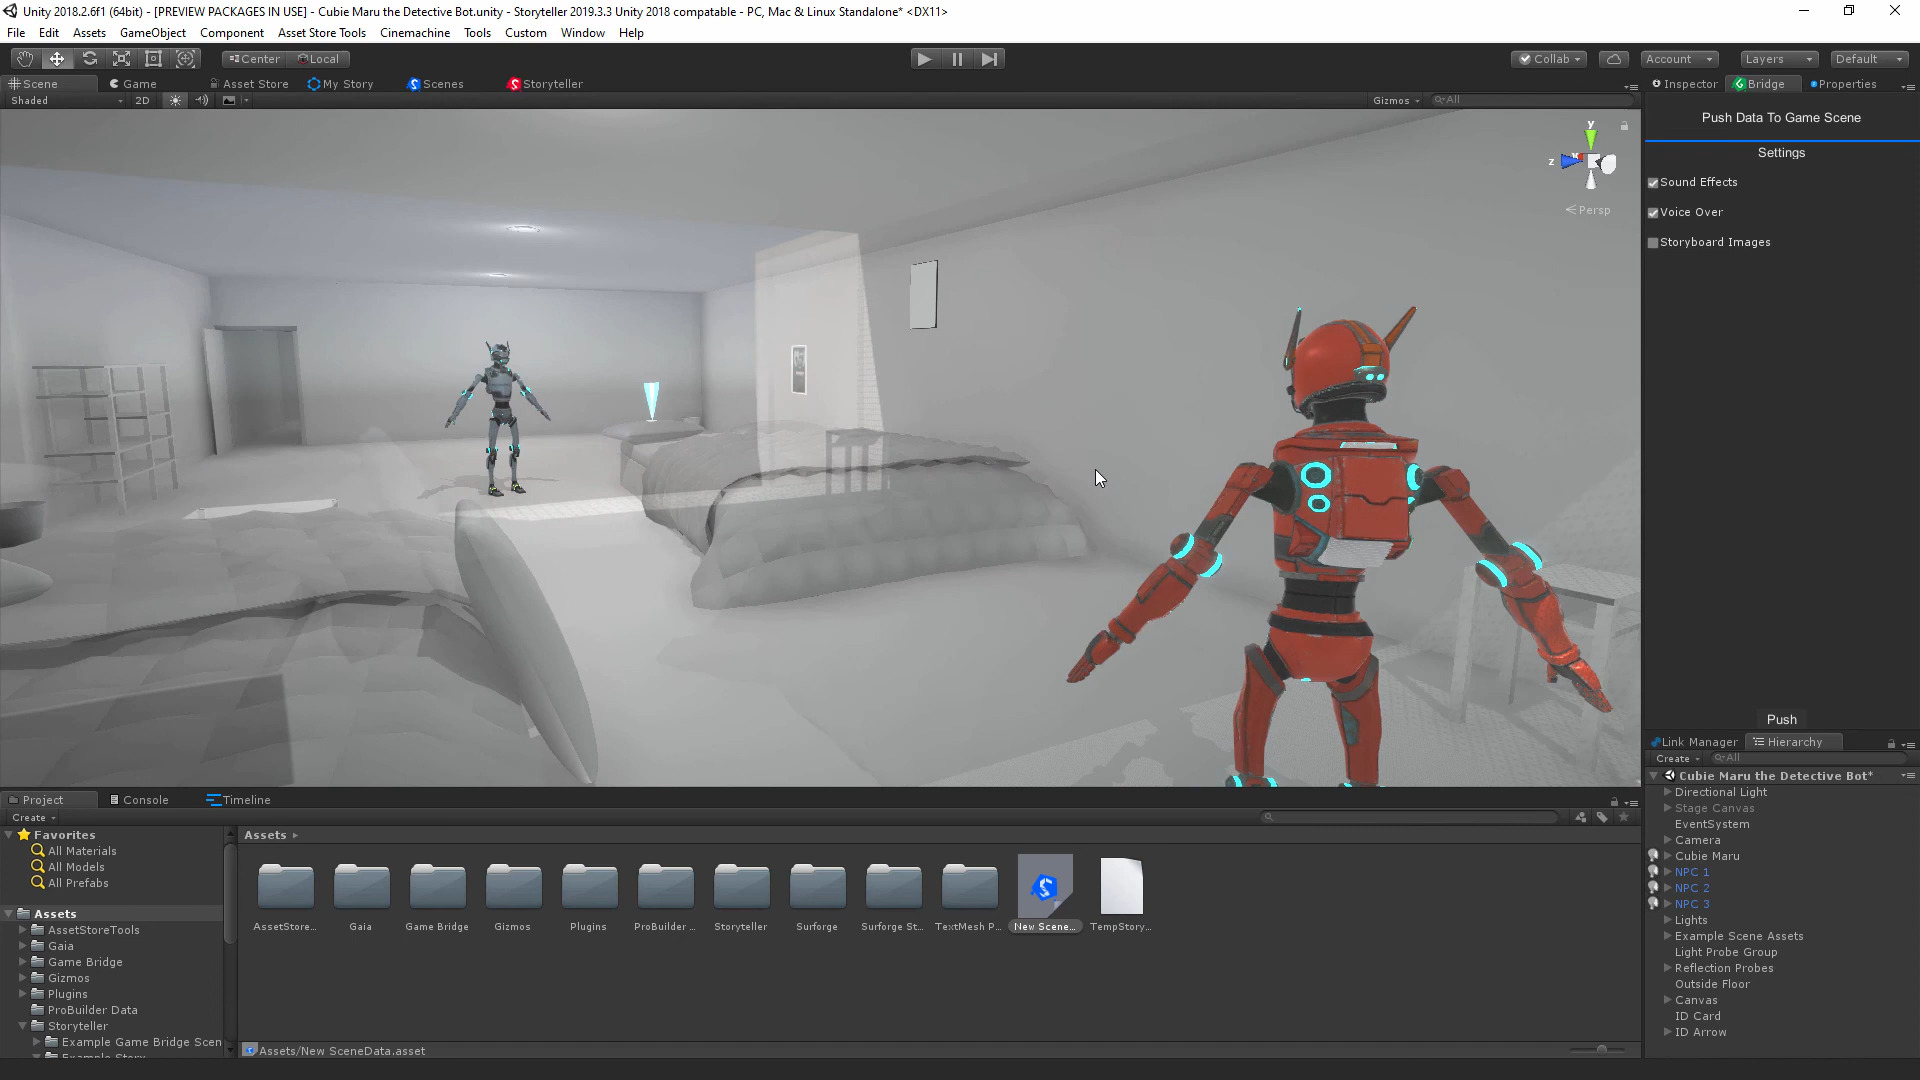 Unity 2018.2.6f1 (64bit) - [PREVIEW PACKAGES IN USE] - Cubie Maru the Detective Bot.unity - Storyteller 2019.3.3 Unity 2018 compatable - PC, Mac & Linux Standalone* <DX11>
File Edit Assets GameObject Component Asset Store Tools Cinemachine Tools Custom Window Help
Center Local Collab Account Layers Default
Scene Game Asset Store My Story Scenes Storyteller
Shaded 2D Gizmos All
y
z
x
Persp
Inspector Bridge Properties
Push Data To Game Scene
Settings
Sound Effects
Voice Over
Storyboard Images
Push
Link Manager Hierarchy
Create All
Cubie Maru the Detective Bot*
Directional Light
Stage Canvas
EventSystem
Camera
Cubie Maru
NPC 1
NPC 2
NPC 3
Lights
Example Scene Assets
Light Probe Group
Reflection Probes
Outside Floor
Canvas
ID Card
ID Arrow
Project Console Timeline
Create
Favorites
All Materials
All Models
All Prefabs
Assets
AssetStoreTools
Gaia
Game Bridge
Gizmos
Plugins
ProBuilder Data
Storyteller
Example Game Bridge Scen
Example Story
Assets
AssetStore... Gaia Game Bridge Gizmos Plugins ProBuilder ... Storyteller Surforge Surforge St... TextMesh P... New Scene... TempStory...
Assets/New SceneData.asset